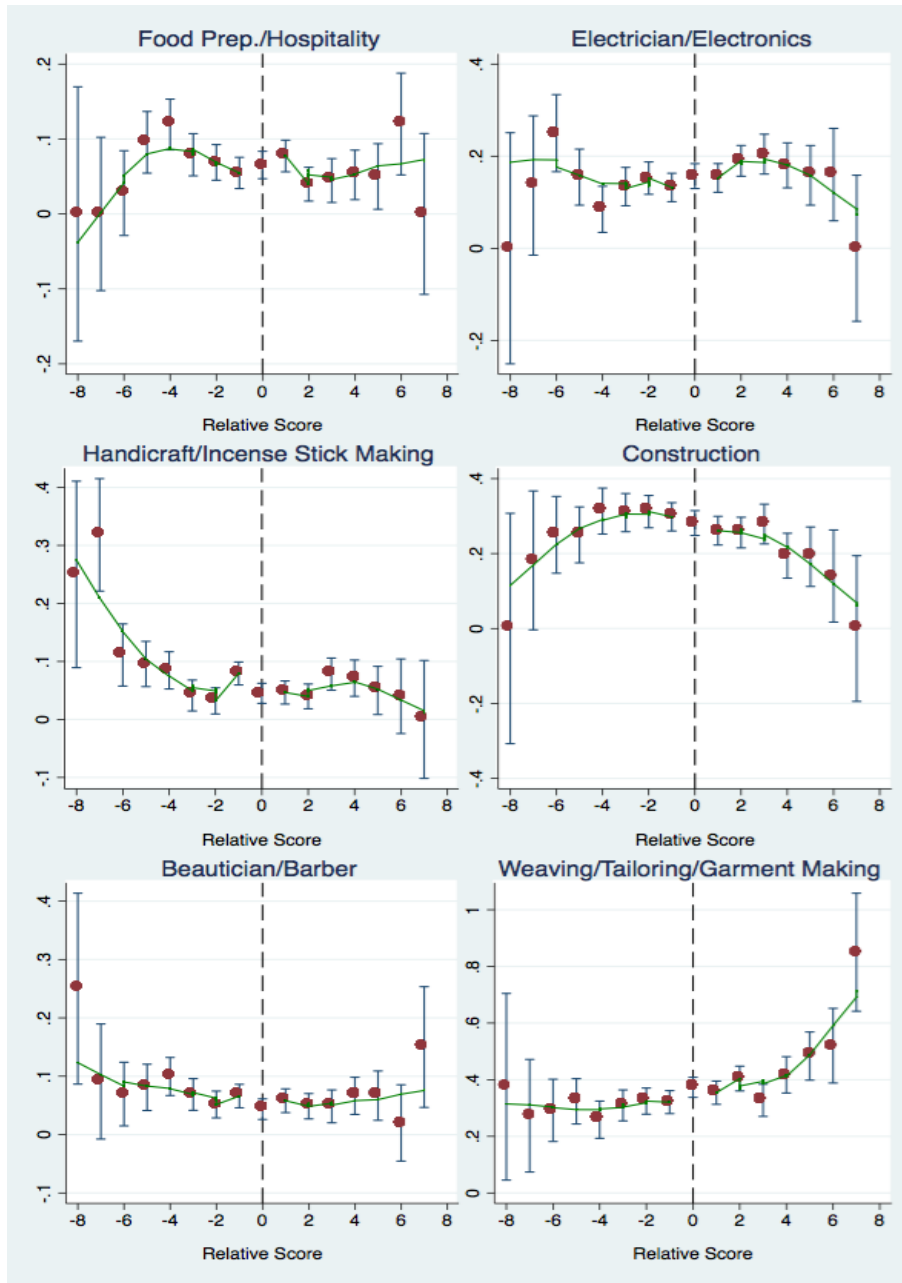 Food Prep./Hospitality
.2
.1
0
-.1
-.2
-8 -6 -4 -2 0 2 4 6 8
Relative Score
Electrician/Electronics
.4
.2
0
-.2
-8 -6 -4 -2 0 2 4 6 8
Relative Score
Handicraft/Incense Stick Making
.4
.3
.2
.1
0
-.1
-8 -6 -4 -2 0 2 4 6 8
Relative Score
Construction
.4
.2
0
-.2
-.4
-8 -6 -4 -2 0 2 4 6 8
Relative Score
Beautician/Barber
.4
.3
.2
.1
0
-.1
-8 -6 -4 -2 0 2 4 6 8
Relative Score
Weaving/Tailoring/Garment Making
1
.8
.6
.4
.2
0
-8 -6 -4 -2 0 2 4 6 8
Relative Score